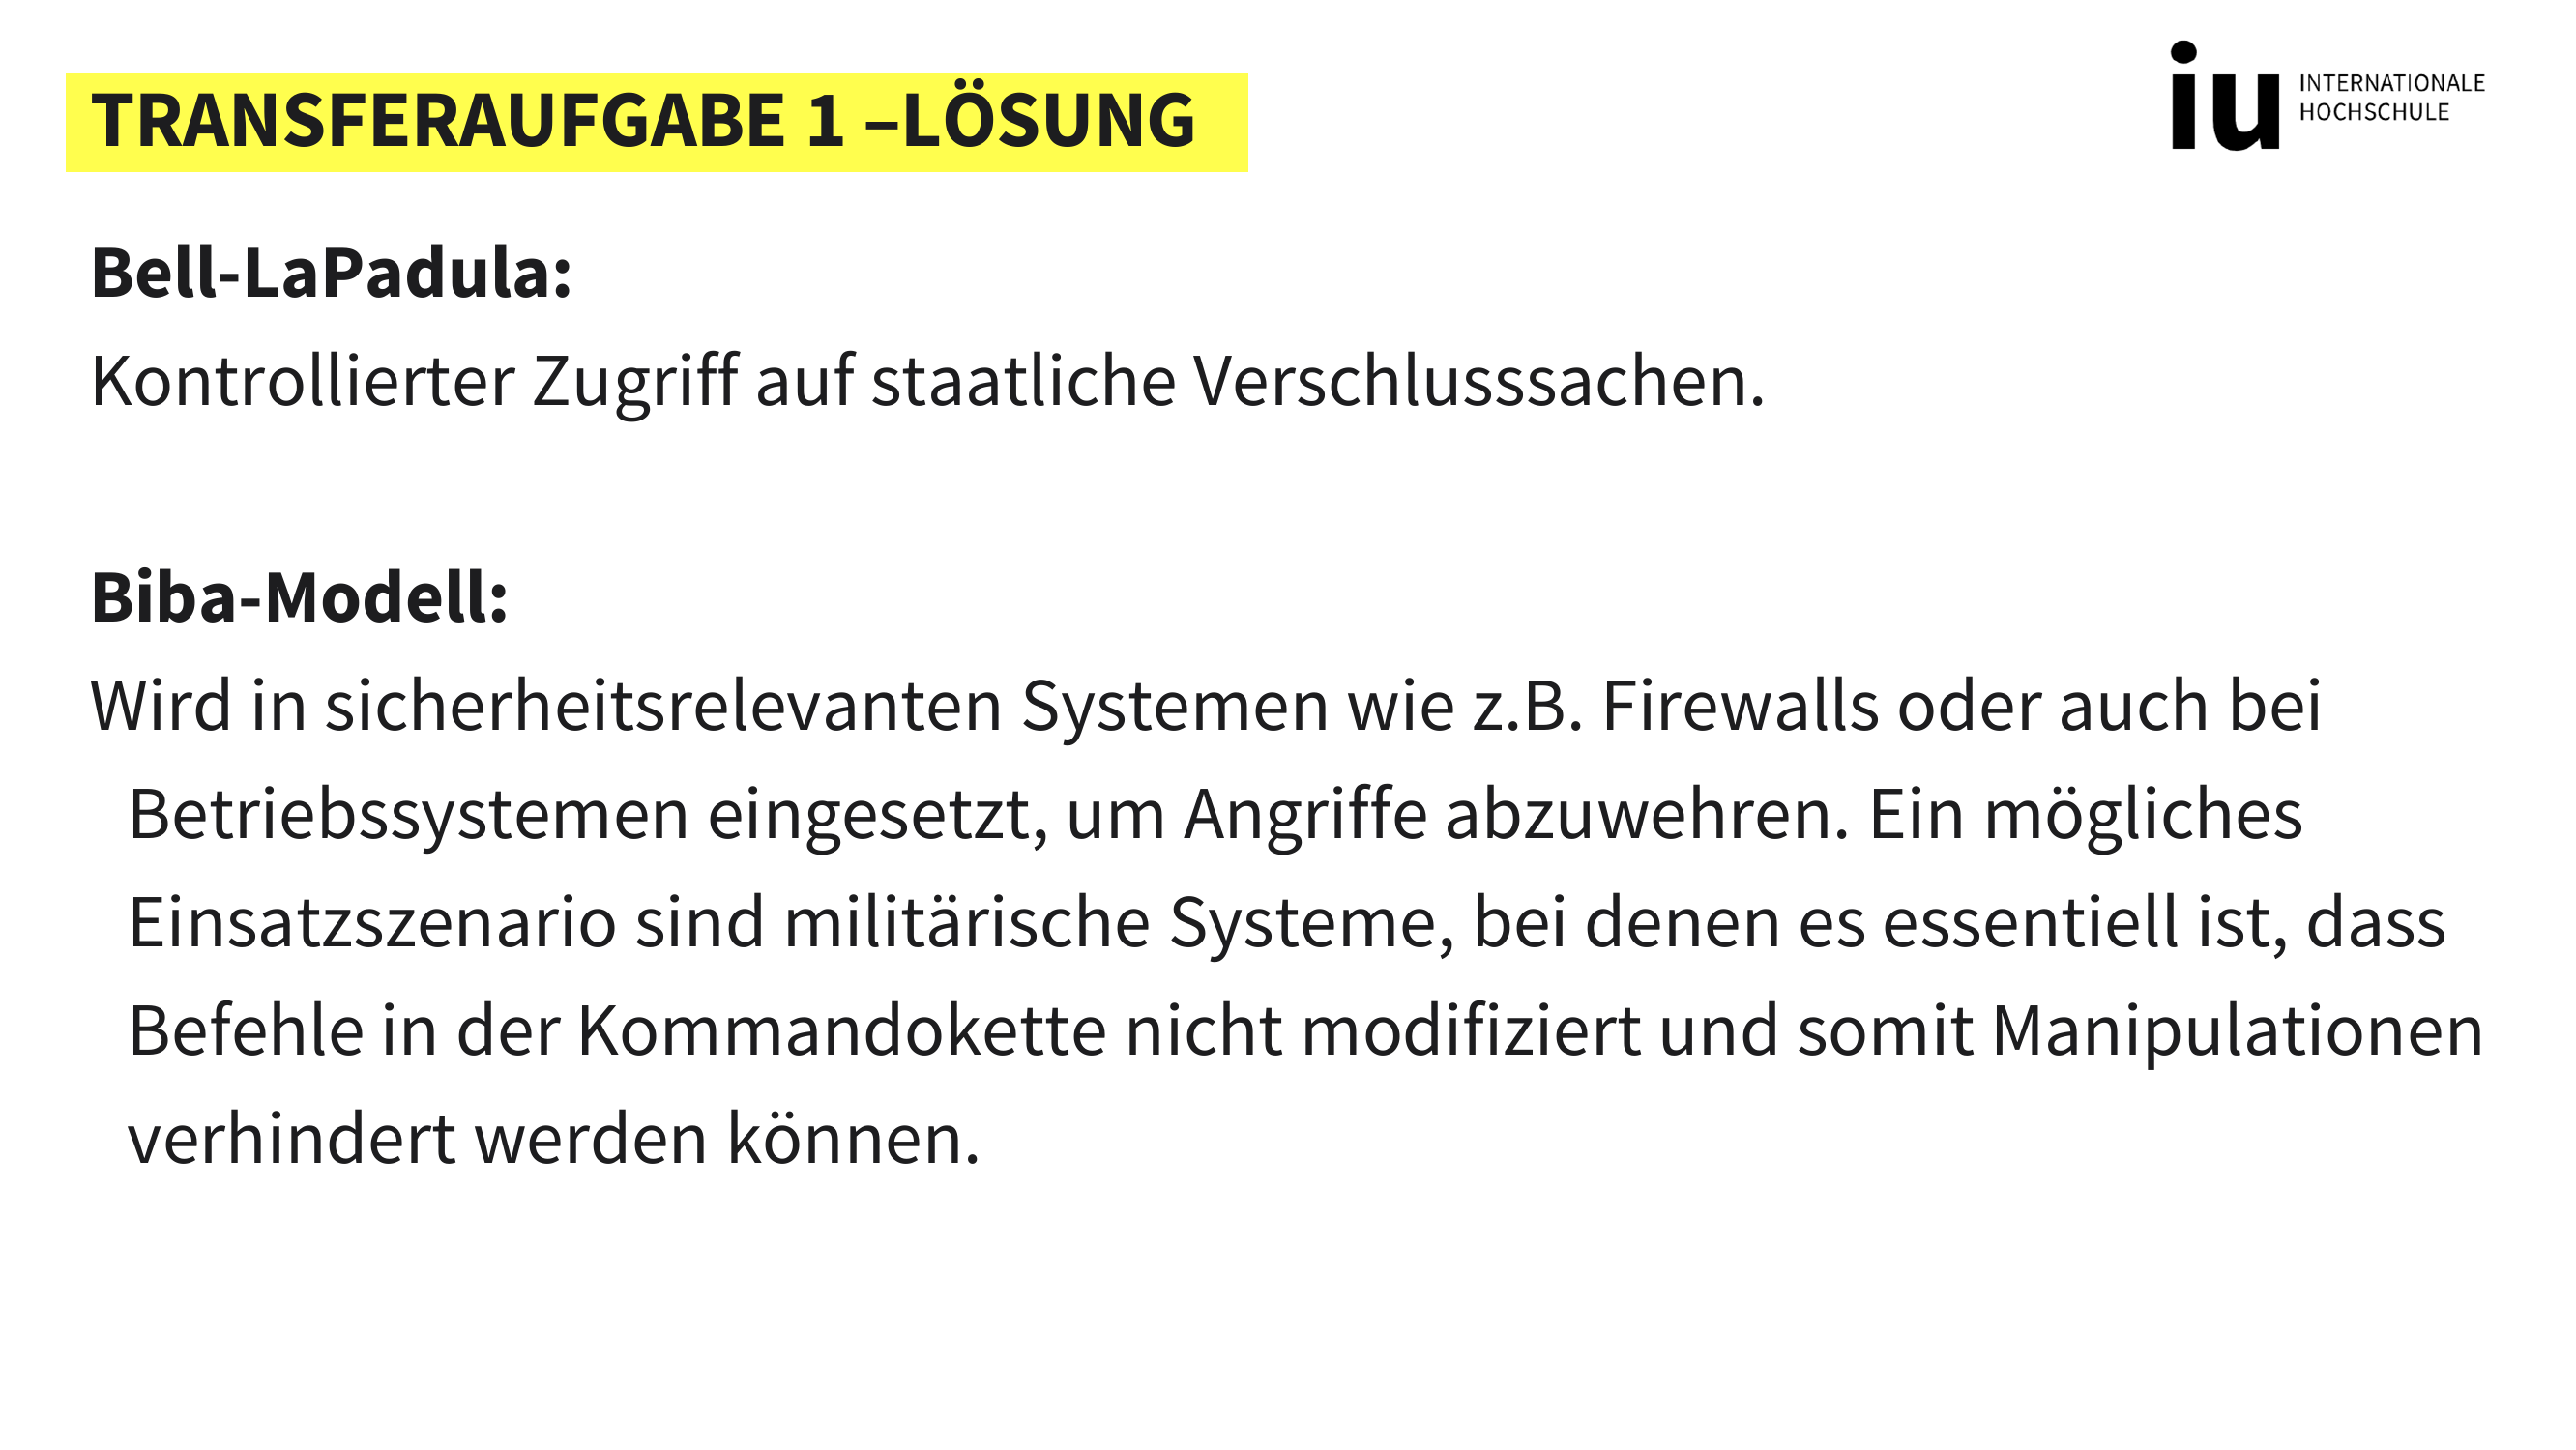 TRANSFERAUFGABE 1 –LÖSUNG
iu INTERNATIONALE
HOCHSCHULE
Bell-LaPadula:
Kontrollierter Zugriff auf staatliche Verschlusssachen.
Biba-Modell:
Wird in sicherheitsrelevanten Systemen wie z.B. Firewalls oder auch bei
Betriebssystemen eingesetzt, um Angriffe abzuwehren. Ein mögliches
Einsatzszenario sind militärische Systeme, bei denen es essentiell ist, dass
Befehle in der Kommandokette nicht modifiziert und somit Manipulationen
verhindert werden können.